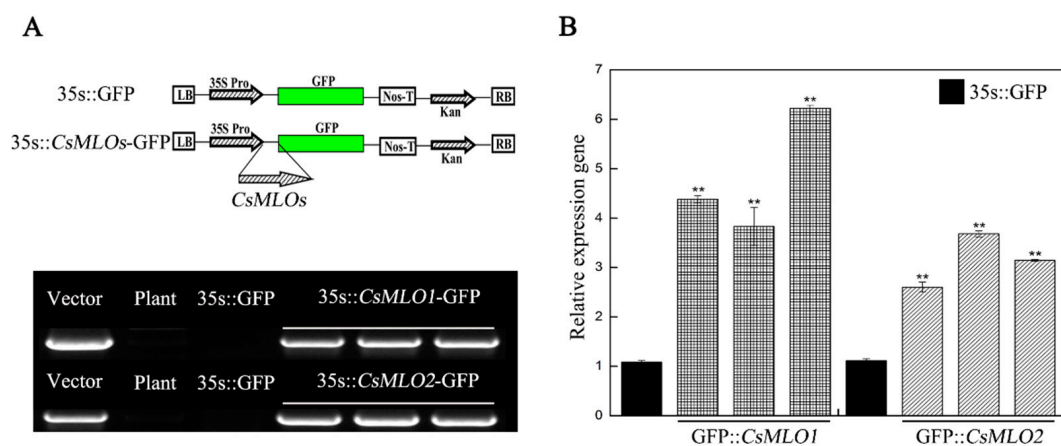 A
35S Pro GFP
35s::GFP LB Nos-T RB
Kan
35S Pro GFP
35s::CsMLOs-GFP LB Nos-T RB
Kan
CsMLOs
Vector Plant 35s::GFP 35s::CsMLO1-GFP
Vector Plant 35s::GFP 35s::CsMLO2-GFP
B
Relative expression gene
7
6
5
4
3
2
1
0
35s::GFP
**
**
**
**
**
**
GFP::CsMLO1 GFP::CsMLO2